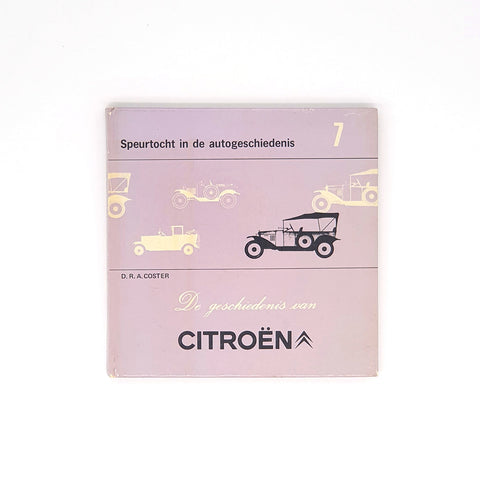 Speurtocht in de autogeschiedenis 7
D. R. A. COSTER
De geschiedenis van
CITROËN